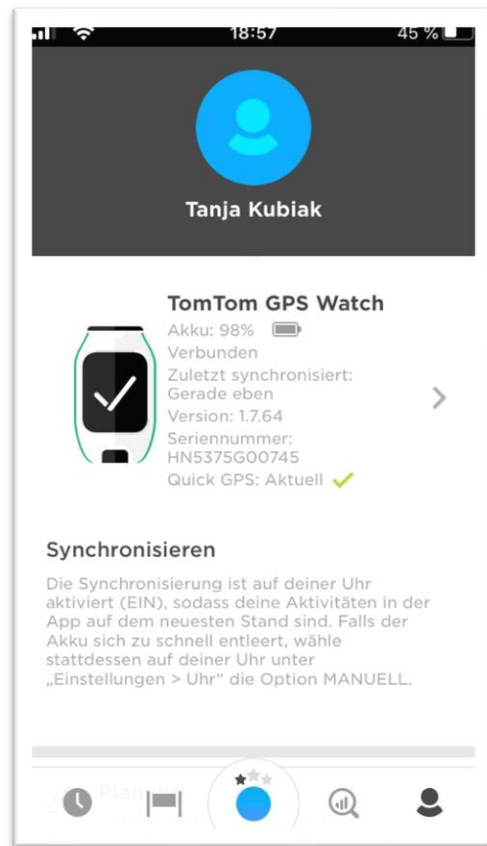 18:57
45 %
Tanja Kubiak
TomTom GPS Watch
Akku: 98%
Verbunden
Zuletzt synchronisiert:
Gerade eben
Version: 1.7.64
Seriennummer:
HN5375G00745
Quick GPS: Aktuell
Synchronisieren
Die Synchronisierung ist auf deiner Uhr
aktiviert (EIN), sodass deine Aktivitäten in der
App auf dem neuesten Stand sind. Falls der
Akku sich zu schnell entleert, wähle
stattdessen auf deiner Uhr unter
„Einstellungen > Uhr“ die Option MANUELL.